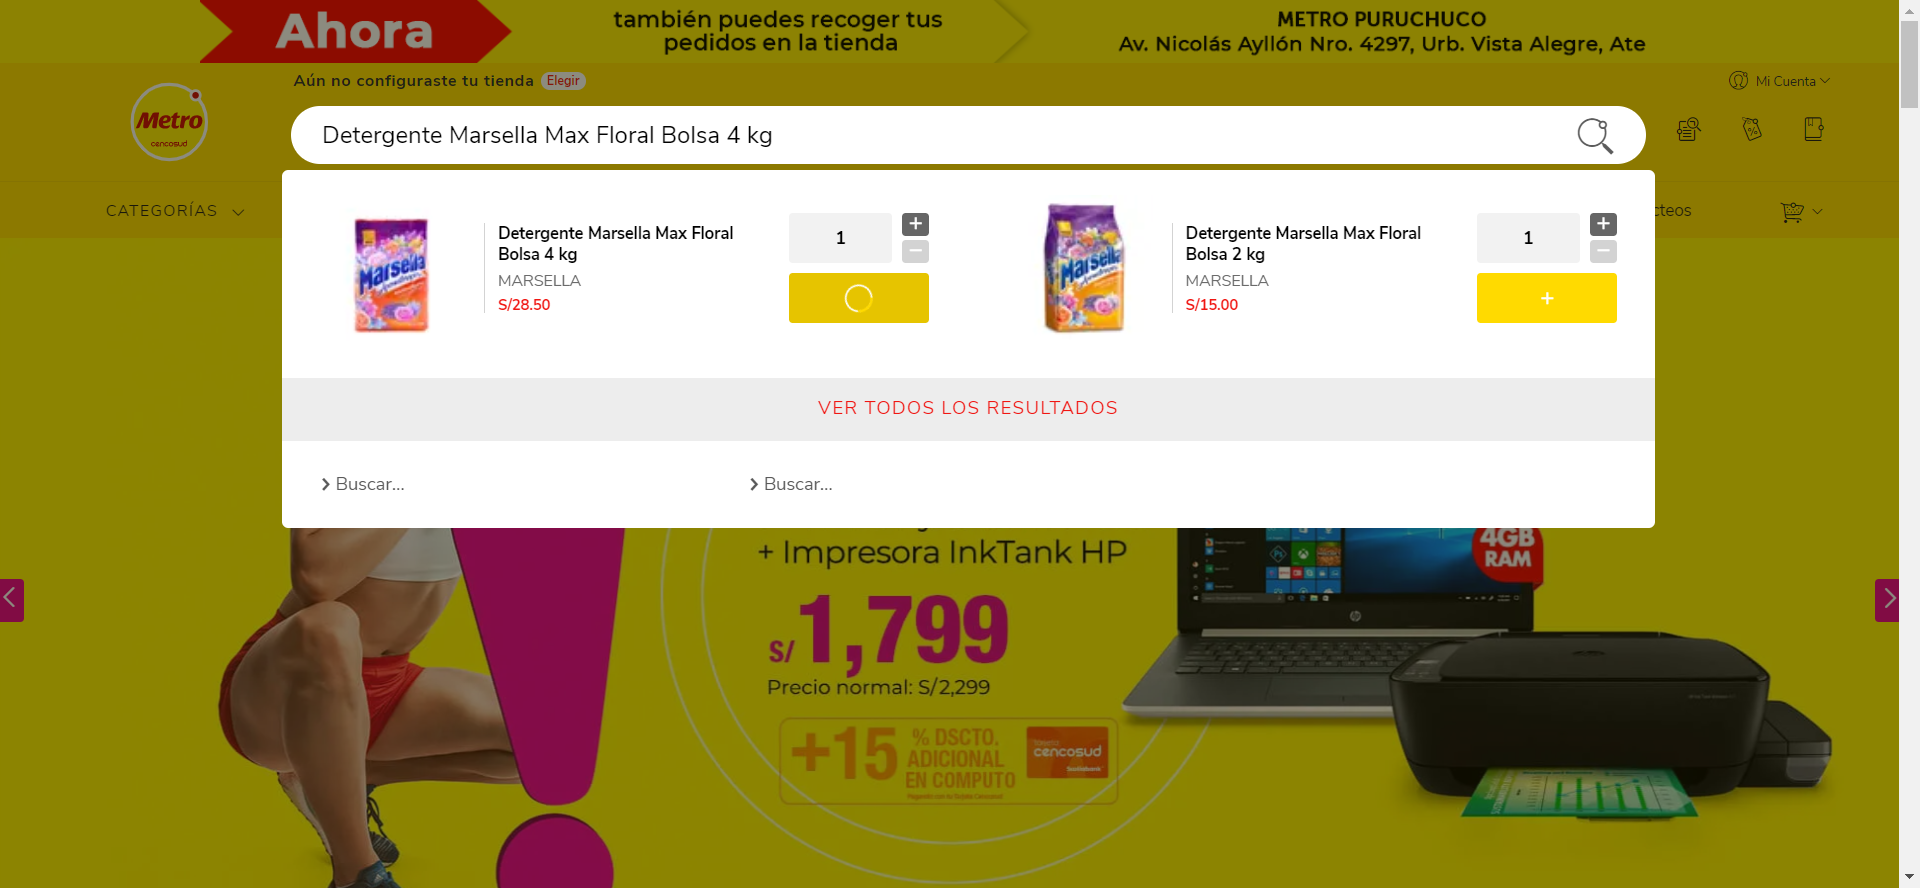 Ahora
también puedes recoger tus
pedidos en la tienda
METRO PURUCHUCO
Av. Nicolás Ayllón Nro. 4297, Urb. Vista Alegre, Ate
Aún no configuraste tu tienda Elegir
Mi Cuenta
Metro
cencosud
Detergente Marsella Max Floral Bolsa 4 kg
CATEGORÍAS
cteos
Detergente Marsella Max Floral
Bolsa 4 kg
MARSELLA
S/28.50
1
+
−
Marsella
Detergente Marsella Max Floral
Bolsa 2 kg
MARSELLA
S/15.00
1
+
−
+
Marsella
VER TODOS LOS RESULTADOS
Buscar...
Buscar...
+ Impresora InkTank HP
S/1,799
Precio normal: S/2,299
+15 % DSCTO.
ADICIONAL
EN COMPUTO
cencosud
4GB
RAM
hp